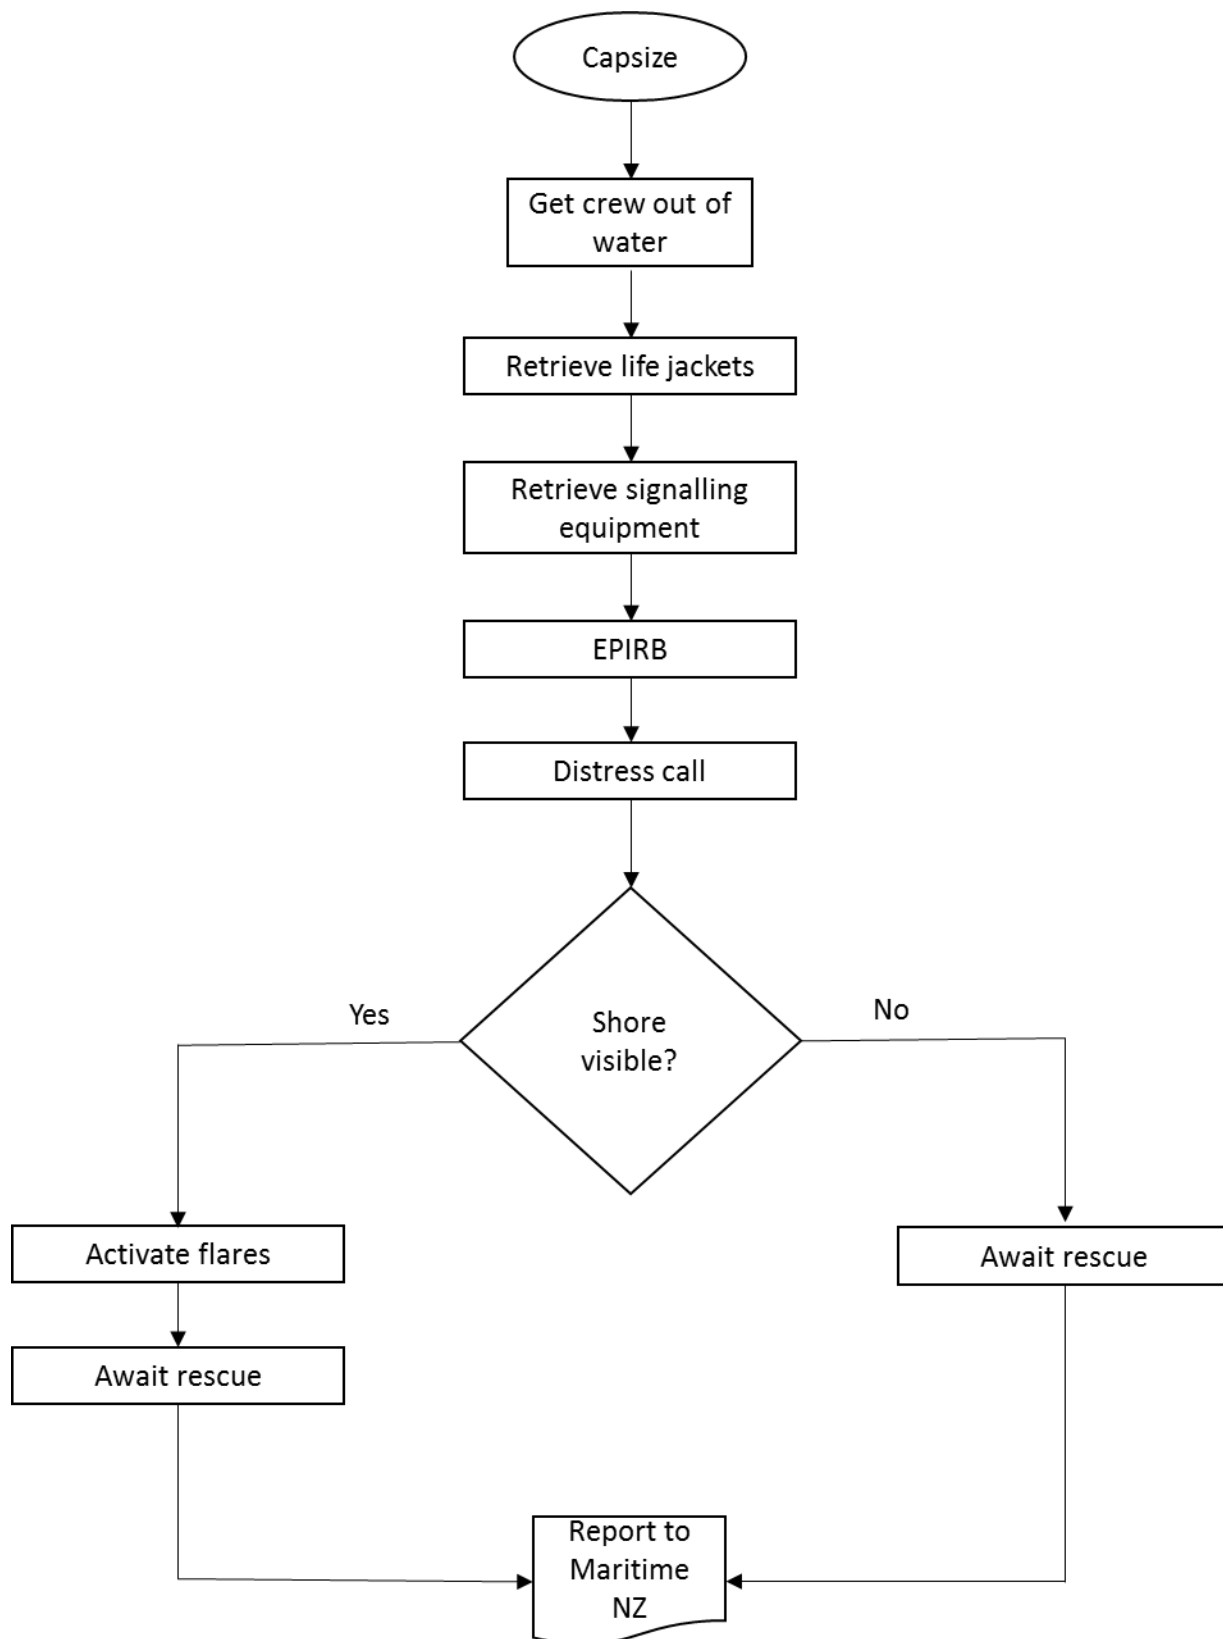 Capsize
Get crew out of
water
Retrieve life jackets
Retrieve signalling
equipment
EPIRB
Distress call
Shore
visible?
Yes
No
Activate flares
Await rescue
Await rescue
Report to
Maritime
NZ